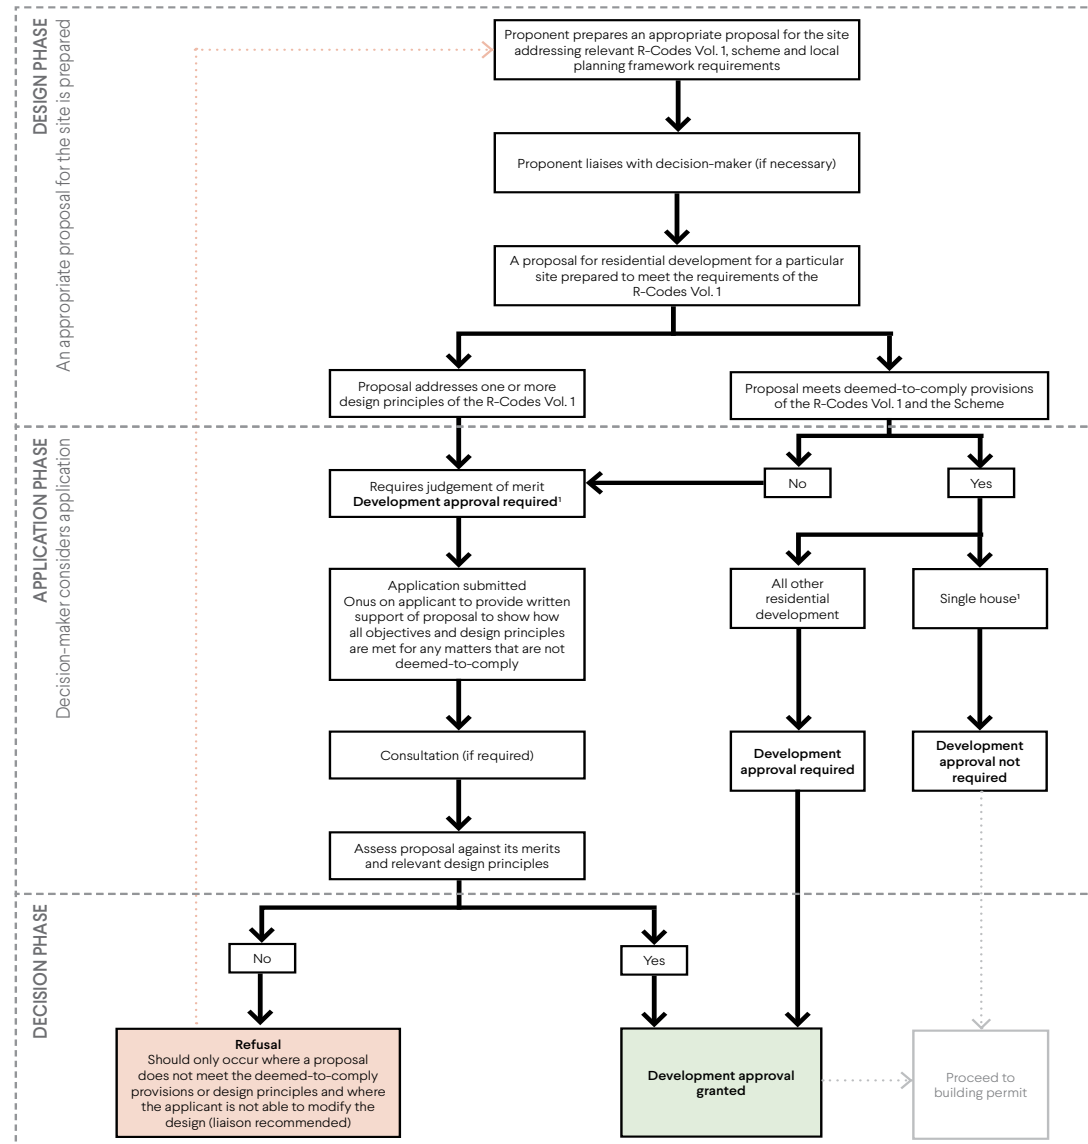 DESIGN PHASE
An appropriate proposal for the site is prepared
Proponent prepares an appropriate proposal for the site
addressing relevant R-Codes Vol. 1, scheme and local
planning framework requirements
Proponent liaises with decision-maker (if necessary)
A proposal for residential development for a particular
site prepared to meet the requirements of the
R-Codes Vol. 1
Proposal addresses one or more
design principles of the R-Codes Vol. 1
Proposal meets deemed-to-comply provisions
of the R-Codes Vol. 1 and the Scheme
APPLICATION PHASE
Decision-maker considers application
Requires judgement of merit
Development approval required¹
No
Yes
Application submitted
Onus on applicant to provide written
support of proposal to show how
all objectives and design principles
are met for any matters that are not
deemed-to-comply
All other
residential
development
Single house¹
Consultation (if required)
Development
approval required
Development
approval not
required
Assess proposal against its merits
and relevant design principles
DECISION PHASE
No
Yes
Refusal
Should only occur where a proposal
does not meet the deemed-to-comply
provisions or design principles and where
the applicant is not able to modify the
design (liaison recommended)
Development approval
granted
Proceed to
building permit